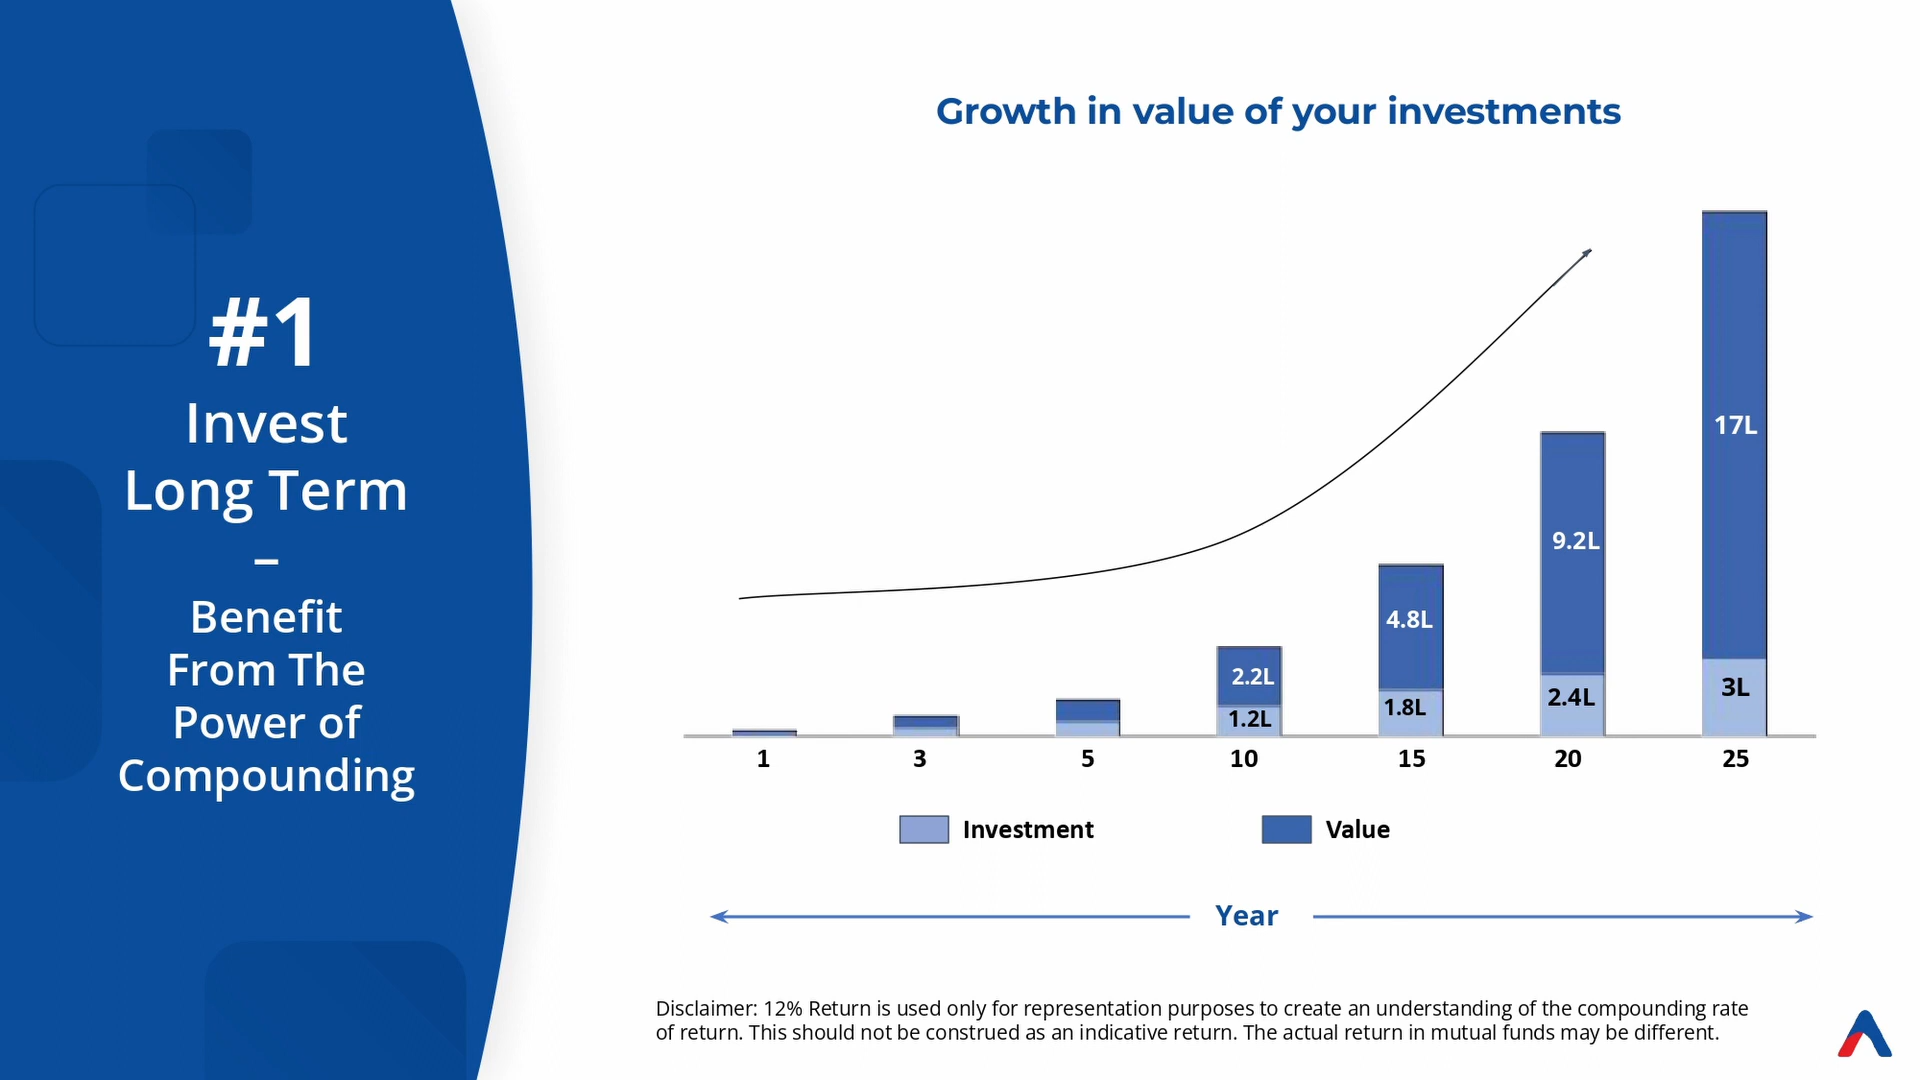 #1
Invest
Long Term
–
Benefit
From The
Power of
Compounding
Growth in value of your investments
17L
9.2L
4.8L
2.2L
3L
2.4L
1.8L
1.2L
1 3 5 10 15 20 25
Investment Value
Year
Disclaimer: 12% Return is used only for representation purposes to create an understanding of the compounding rate
of return. This should not be construed as an indicative return. The actual return in mutual funds may be different.